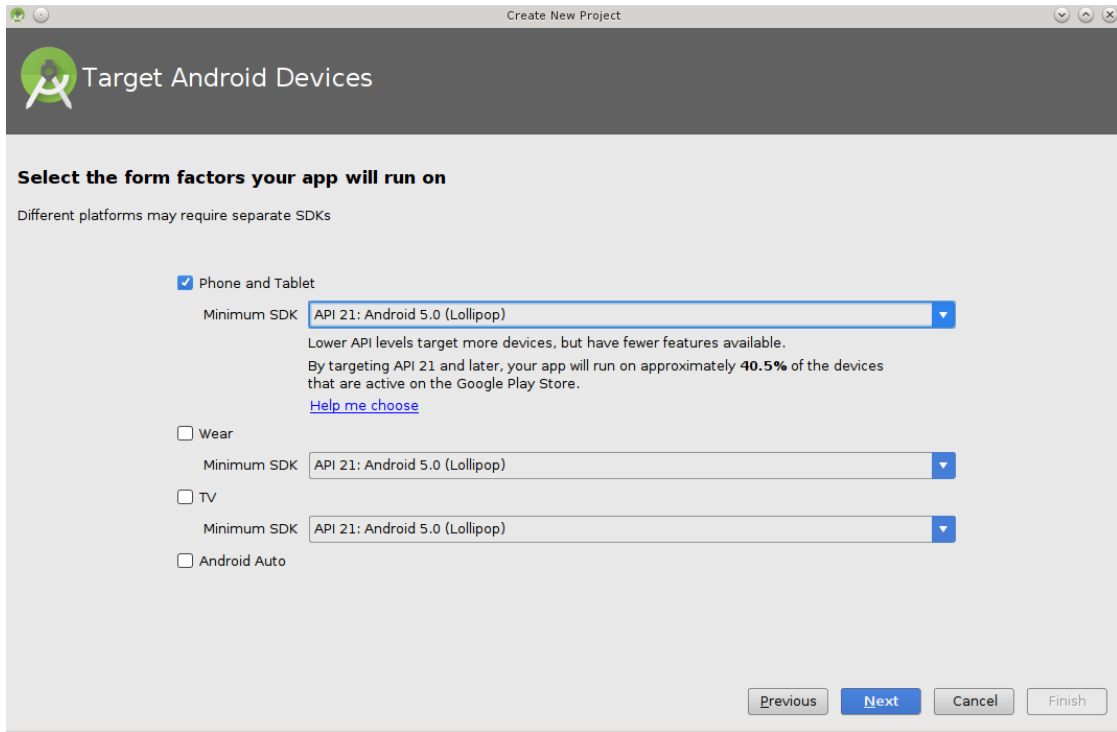 Create New Project
Target Android Devices
Select the form factors your app will run on
Different platforms may require separate SDKs
Phone and Tablet
Minimum SDK API 21: Android 5.0 (Lollipop)
Lower API levels target more devices, but have fewer features available.
By targeting API 21 and later, your app will run on approximately 40.5% of the devices
that are active on the Google Play Store.
Help me choose
Wear
Minimum SDK API 21: Android 5.0 (Lollipop)
TV
Minimum SDK API 21: Android 5.0 (Lollipop)
Android Auto
Previous Next Cancel Finish